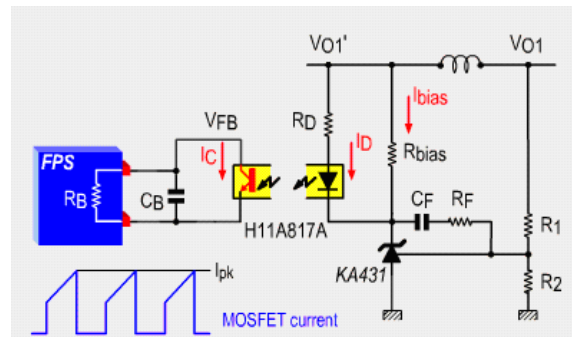 VO1'
VO1
Ibias
RD
ID
Rbias
VFB
IC
FPS
RB
CB
H11A817A
CF
RF
R1
KA431
R2
Ipk
MOSFET current